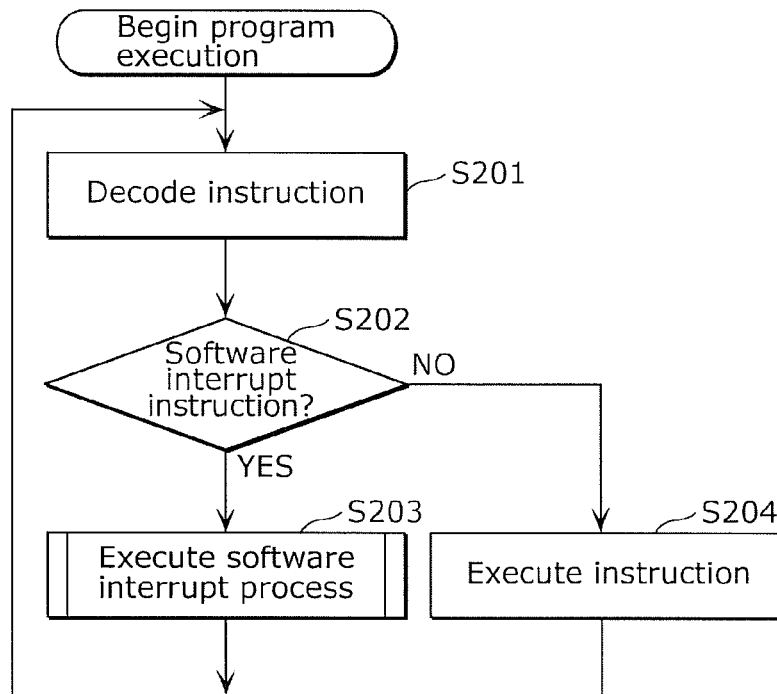 Begin program
execution
Decode instruction
S201
S202
Software
interrupt
instruction?
NO
YES
S203
Execute software
interrupt process
S204
Execute instruction